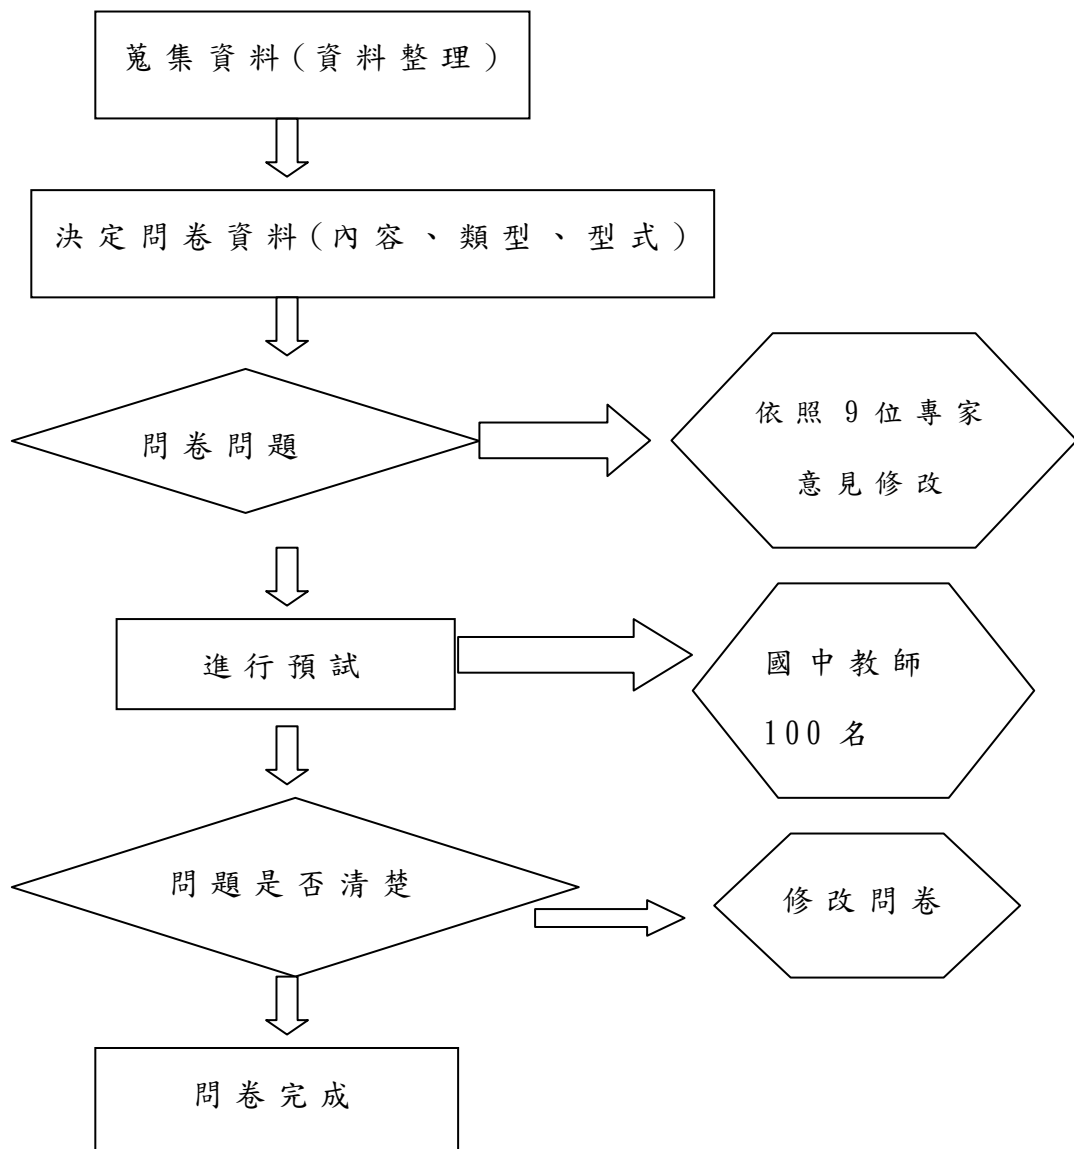 蒐集資料(資料整理)
決定問卷資料(內容、類型、型式)
問卷問題
依照 9 位專家
意見修改
進行預試
國中教師
100 名
問題是否清楚
修改問卷
問卷完成